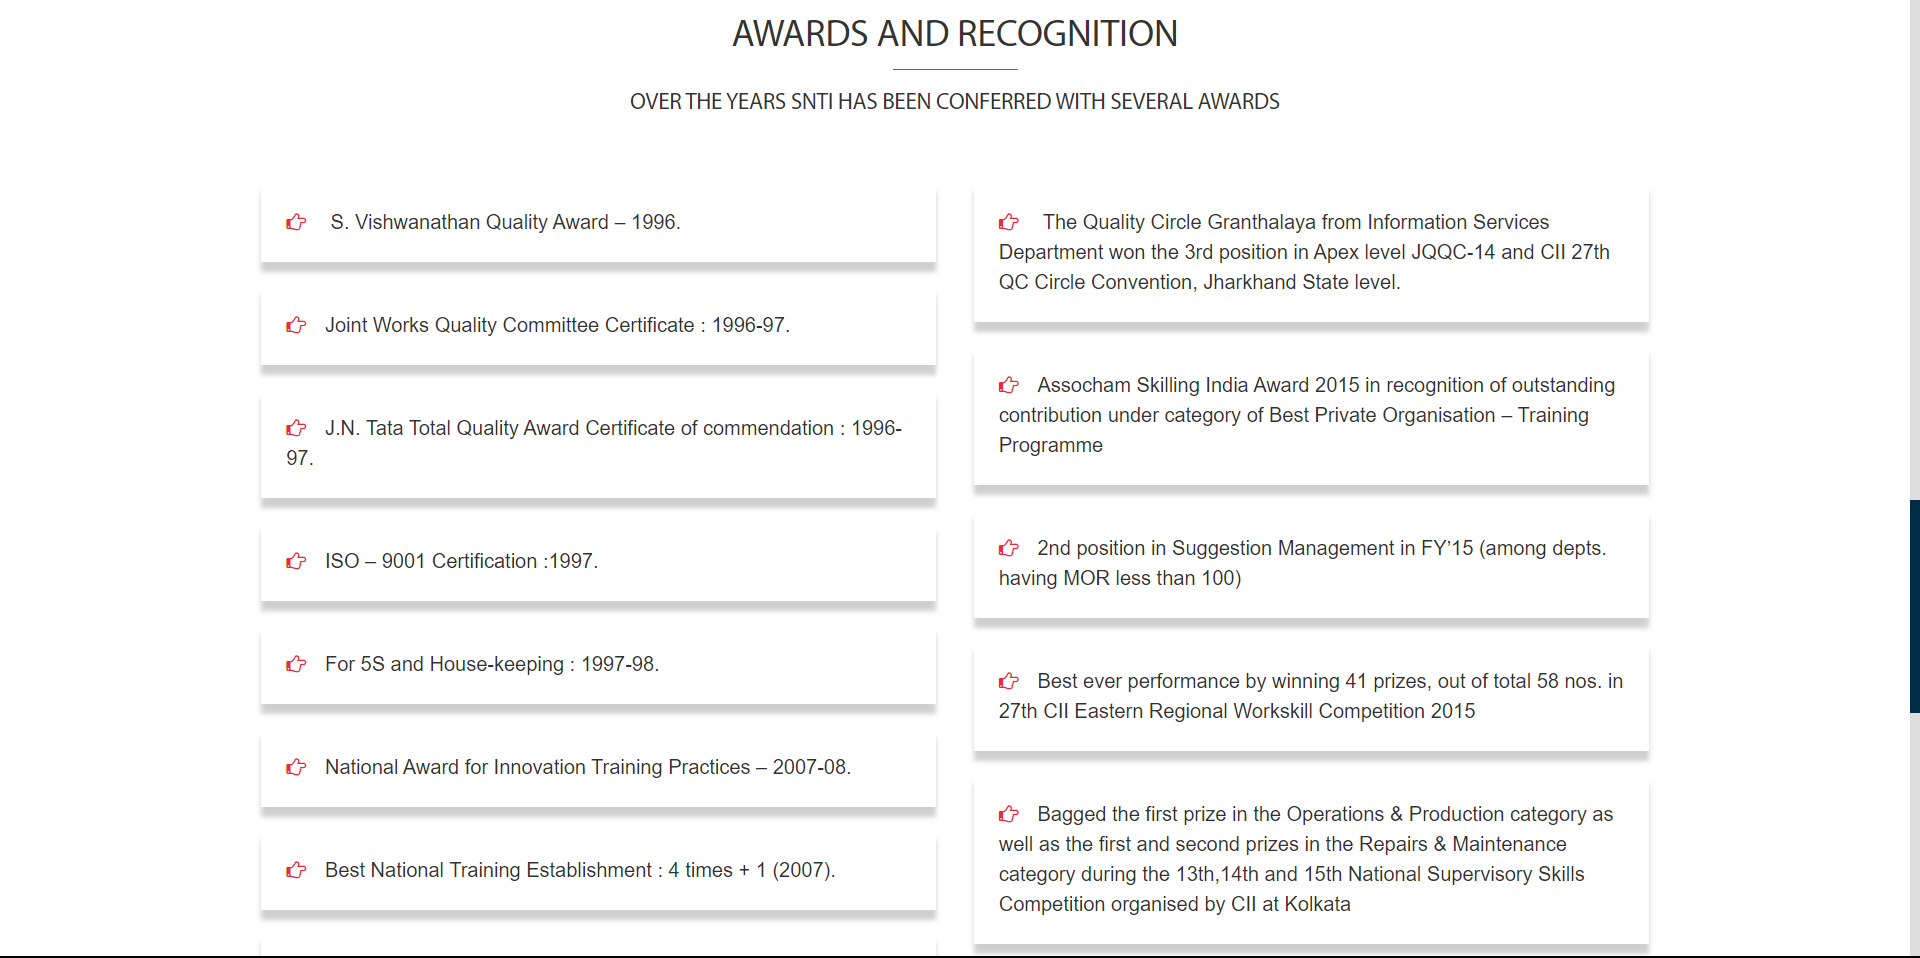 AWARDS AND RECOGNITION
OVER THE YEARS SNTI HAS BEEN CONFERRED WITH SEVERAL AWARDS
S. Vishwanathan Quality Award – 1996.
Joint Works Quality Committee Certificate : 1996-97.
J.N. Tata Total Quality Award Certificate of commendation : 1996-
97.
ISO – 9001 Certification :1997.
For 5S and House-keeping : 1997-98.
National Award for Innovation Training Practices – 2007-08.
Best National Training Establishment : 4 times + 1 (2007).
The Quality Circle Granthalaya from Information Services
Department won the 3rd position in Apex level JQQC-14 and CII 27th
QC Circle Convention, Jharkhand State level.
Assocham Skilling India Award 2015 in recognition of outstanding
contribution under category of Best Private Organisation – Training
Programme
2nd position in Suggestion Management in FY’15 (among depts.
having MOR less than 100)
Best ever performance by winning 41 prizes, out of total 58 nos. in
27th CII Eastern Regional Workskill Competition 2015
Bagged the first prize in the Operations & Production category as
well as the first and second prizes in the Repairs & Maintenance
category during the 13th,14th and 15th National Supervisory Skills
Competition organised by CII at Kolkata